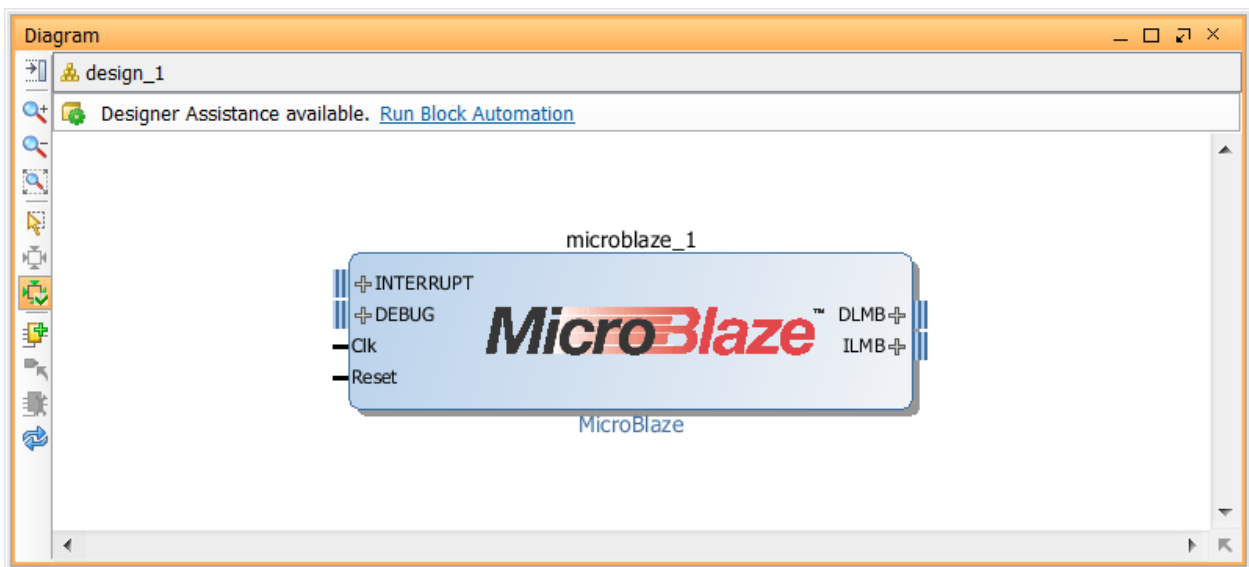 Diagram
design_1
Designer Assistance available. Run Block Automation
microblaze_1
INTERRUPT
DEBUG
Clk
Reset
MicroBlaze™
DLMB
ILMB
MicroBlaze